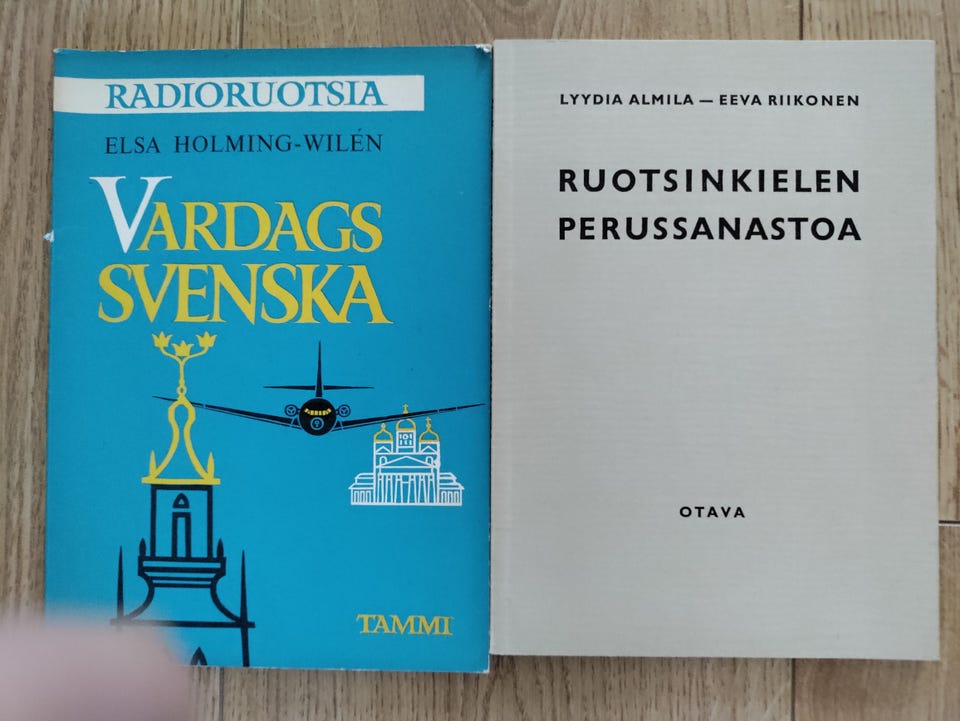 RADIORUOTSIA
ELSA HOLMING-WILÉN
VARDAGS
SVENSKA
TAMMI
LYYDIA ALMILA — EEVA RIIKONEN
RUOTSINKIELEN
PERUSSANASTOA
OTAVA